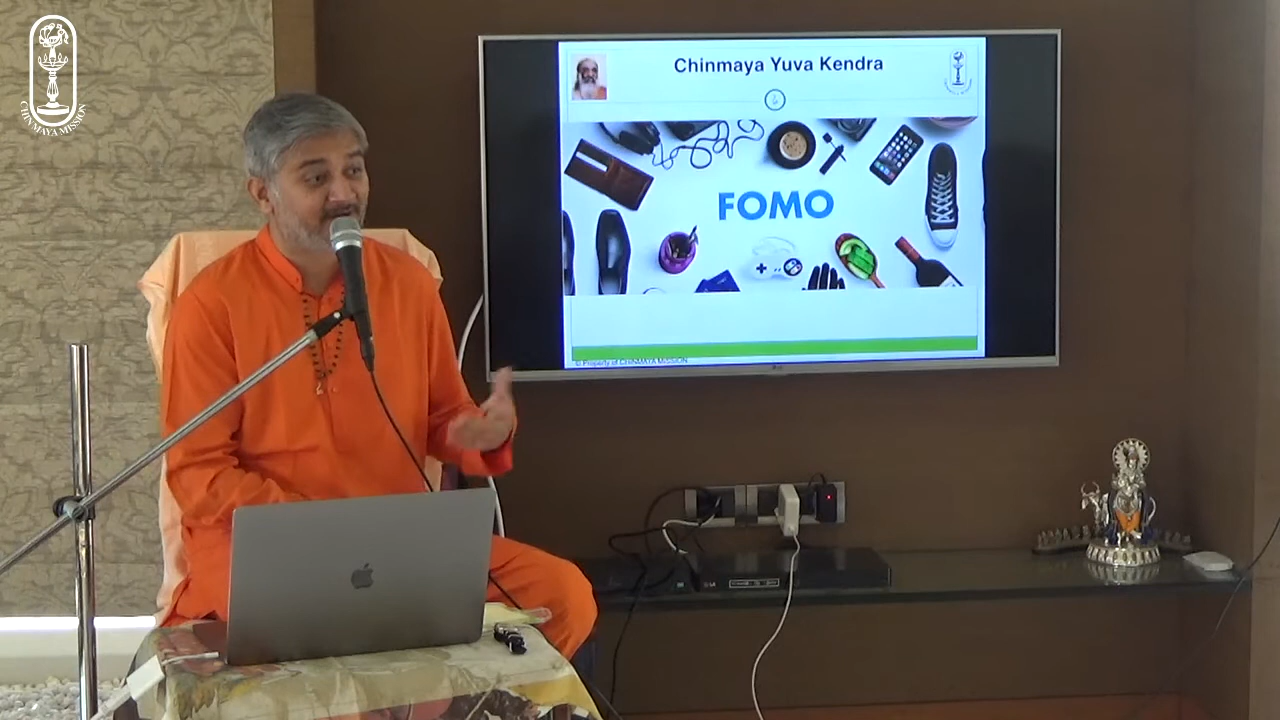 CHINMAYA MISSION
Chinmaya Yuva Kendra
FOMO
© Property of CHINMAYA MISSION
LG